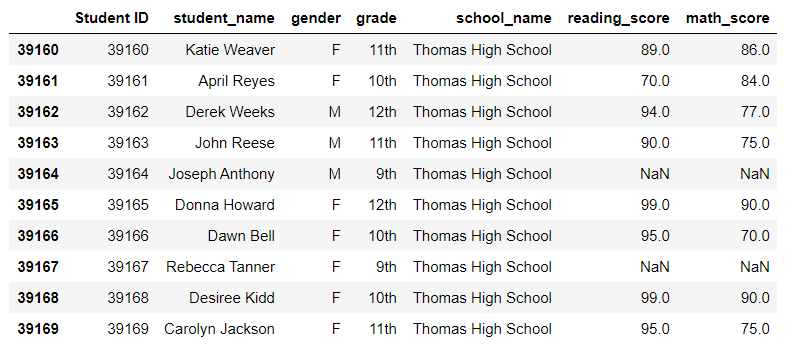 Student ID student_name gender grade school_name reading_score math_score
39160 39160 Katie Weaver F 11th Thomas High School 89.0 86.0
39161 39161 April Reyes F 10th Thomas High School 70.0 84.0
39162 39162 Derek Weeks M 12th Thomas High School 94.0 77.0
39163 39163 John Reese M 11th Thomas High School 90.0 75.0
39164 39164 Joseph Anthony M 9th Thomas High School NaN NaN
39165 39165 Donna Howard F 12th Thomas High School 99.0 90.0
39166 39166 Dawn Bell F 10th Thomas High School 95.0 70.0
39167 39167 Rebecca Tanner F 9th Thomas High School NaN NaN
39168 39168 Desiree Kidd F 10th Thomas High School 99.0 90.0
39169 39169 Carolyn Jackson F 11th Thomas High School 95.0 75.0